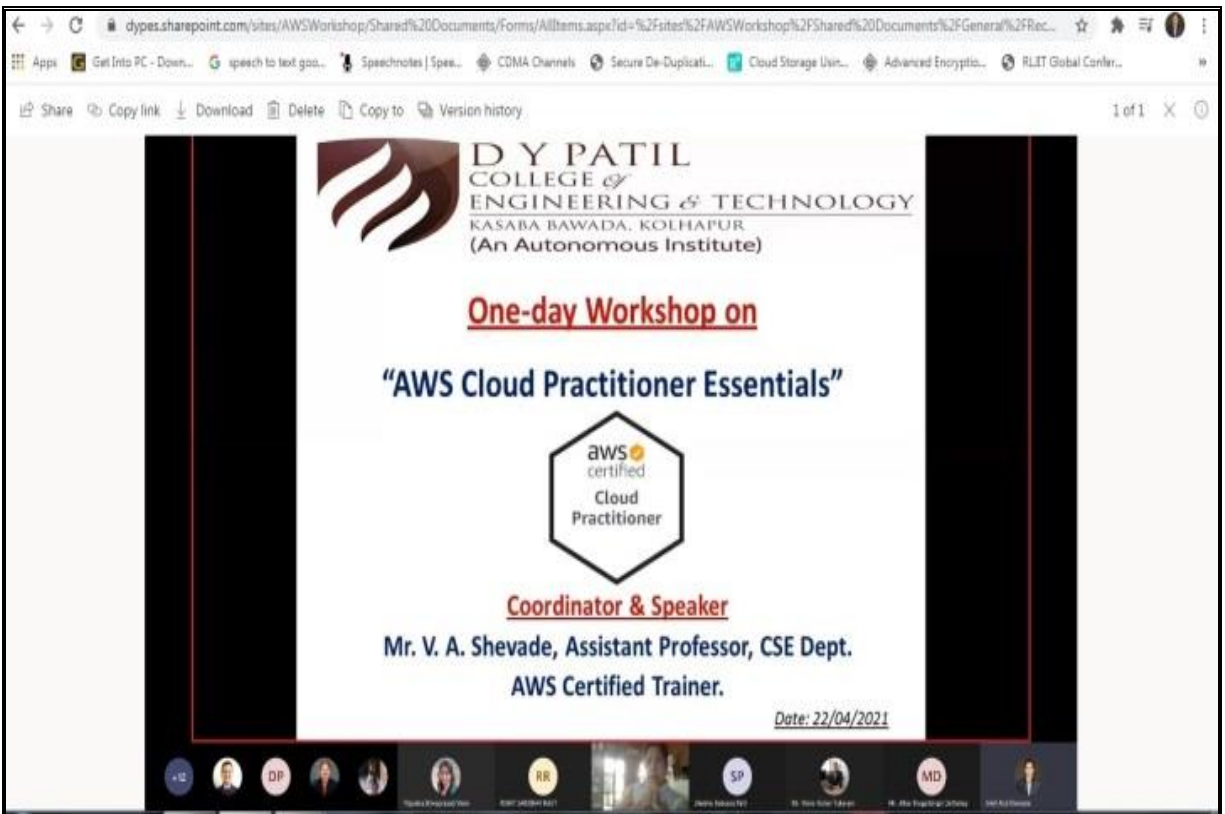 dypes.sharepoint.com/sites/AWSWorkshop/Shared%20Documents/Forms/AllItems.aspx?id=%2Fsites%2FAWSWorkshop%2FShared%20Documents%2FGeneral%2FRec...
Apps Get Into PC - Down... speech to text goo... Speechnotes | Spee... CDMA Channels Secure De-Duplicati... Cloud Storage Usin... Advanced Encryptio... RLET Global Confer... »
Share Copy link Download Delete Copy to Version history 1 of 1
D Y PATIL
COLLEGE of
ENGINEERING & TECHNOLOGY
KASABA BAWADA, KOLHAPUR
(An Autonomous Institute)
One-day Workshop on
“AWS Cloud Practitioner Essentials”
aws
certified
Cloud
Practitioner
Coordinator & Speaker
Mr. V. A. Shevade, Assistant Professor, CSE Dept.
AWS Certified Trainer.
Date: 22/04/2021
+12 DP RR SP MD